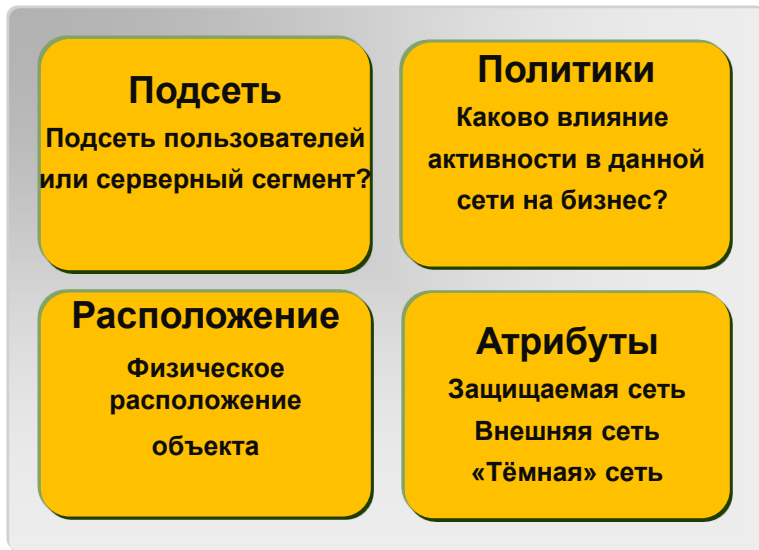 Подсеть
Подсеть пользователей
или серверный сегмент?
Политики
Каково влияние
активности в данной
сети на бизнес?
Расположение
Физическое
расположение
объекта
Атрибуты
Защищаемая сеть
Внешняя сеть
«Тёмная» сеть